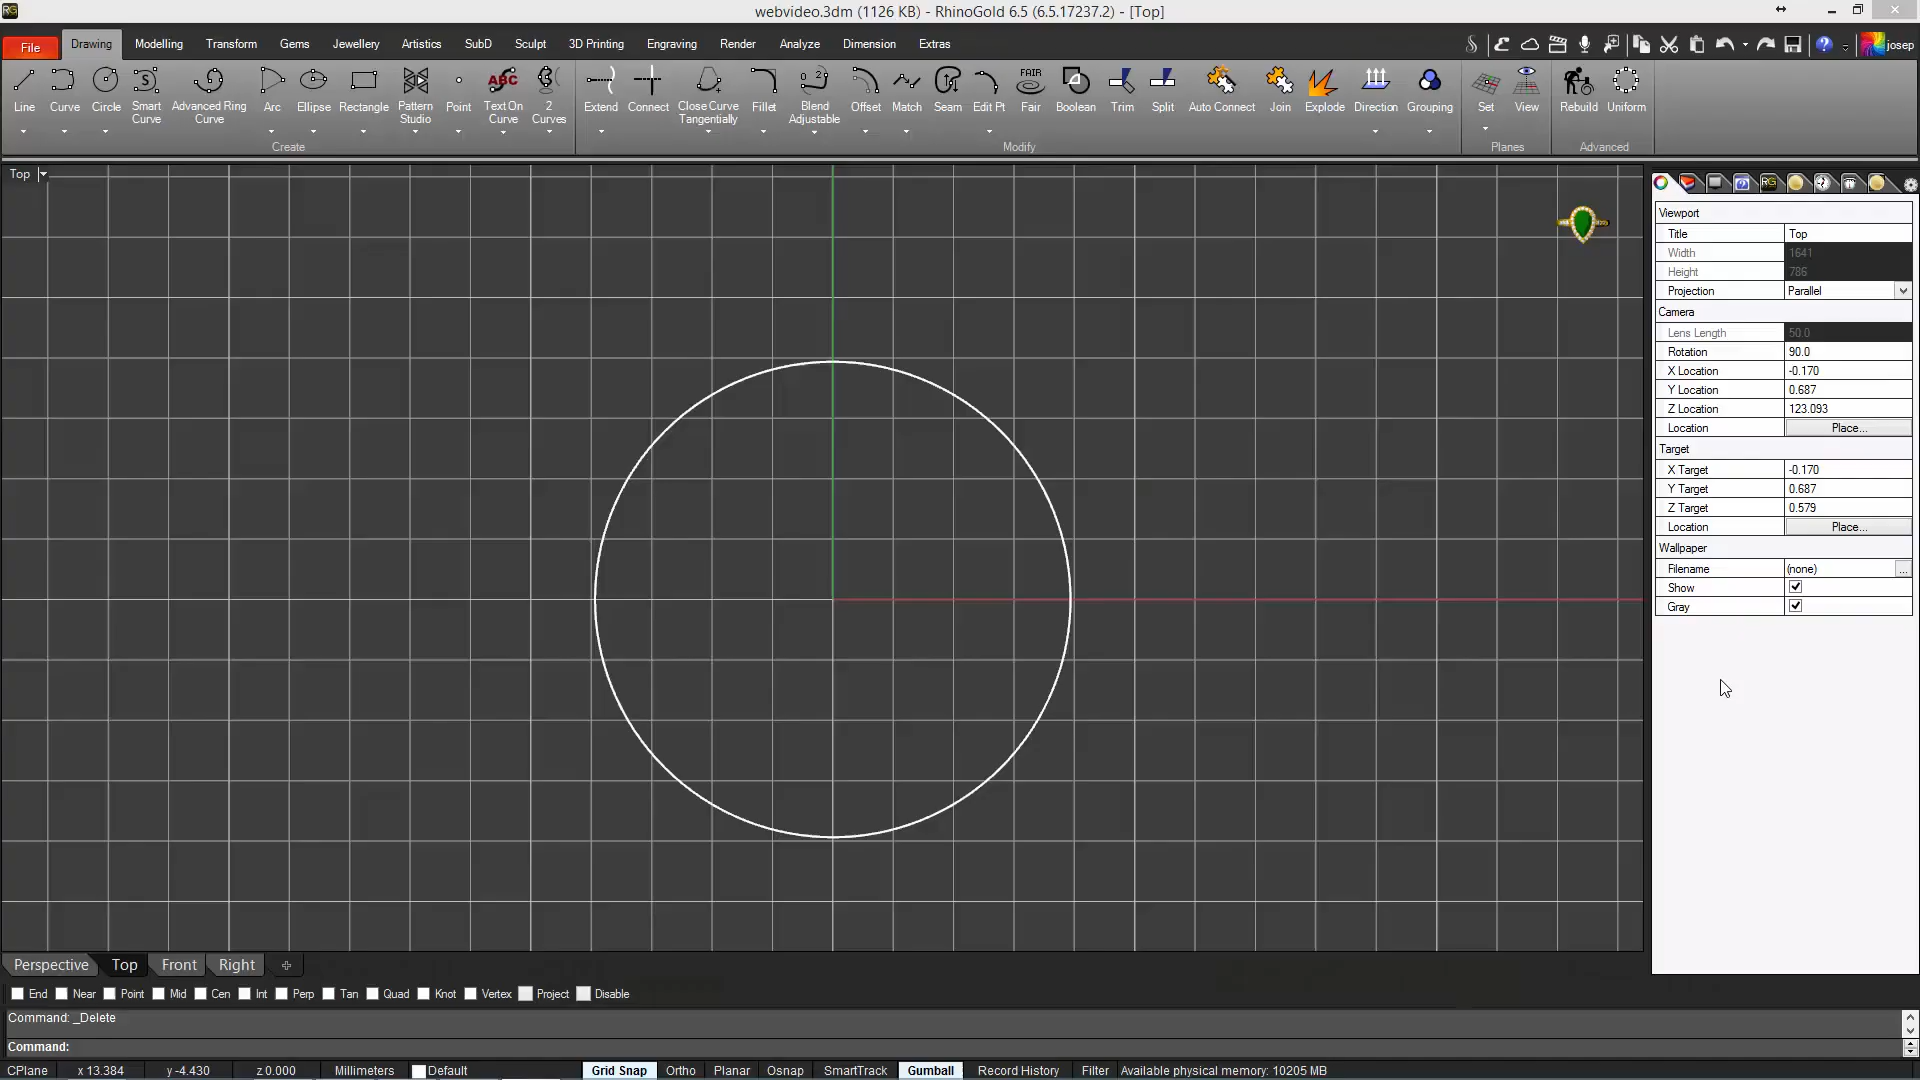 webvideo.3dm (1126 KB) - RhinoGold 6.5 (6.5.17237.2) - [Top]
File Drawing Modelling Transform Gems Jewellery Artistics SubD Sculpt 3D Printing Engraving Render Analyze Dimension Extras josep
ABC FAIR
Line Curve Circle Smart Curve Advanced Ring Curve Arc Ellipse Rectangle Pattern Studio Point Text On Curve 2 Curves Extend Connect Close Curve Tangentially Fillet Blend Adjustable Offset Match Seam Edit Pt Fair Boolean Trim Split Auto Connect Join Explode Direction Grouping Set View Rebuild Uniform
Create Modify Planes Advanced
Top
Viewport
Title Top
Width 1641
Height 786
Projection Parallel
Camera
Lens Length 50.0
Rotation 90.0
X Location -0.170
Y Location 0.687
Z Location 123.093
Location Place...
Target
X Target -0.170
Y Target 0.687
Z Target 0.579
Location Place...
Wallpaper
Filename (none) ...
Show
Gray
Perspective Top Front Right
End Near Point Mid Cen Int Perp Tan Quad Knot Vertex Project Disable
Command: _Delete
Command:
CPlane x 13.384 y -4.430 z 0.000 Millimeters Default Grid Snap Ortho Planar Osnap SmartTrack Gumball Record History Filter Available physical memory: 10205 MB